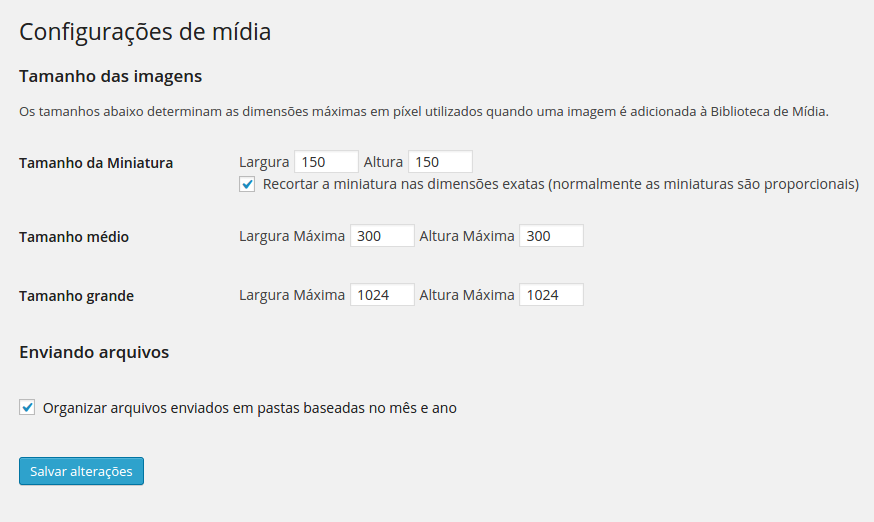 Configurações de mídia
Tamanho das imagens
Os tamanhos abaixo determinam as dimensões máximas em píxel utilizados quando uma imagem é adicionada à Biblioteca de Mídia.
Tamanho da Miniatura Largura 150 Altura 150
Recortar a miniatura nas dimensões exatas (normalmente as miniaturas são proporcionais)
Tamanho médio Largura Máxima 300 Altura Máxima 300
Tamanho grande Largura Máxima 1024 Altura Máxima 1024
Enviando arquivos
Organizar arquivos enviados em pastas baseadas no mês e ano
Salvar alterações